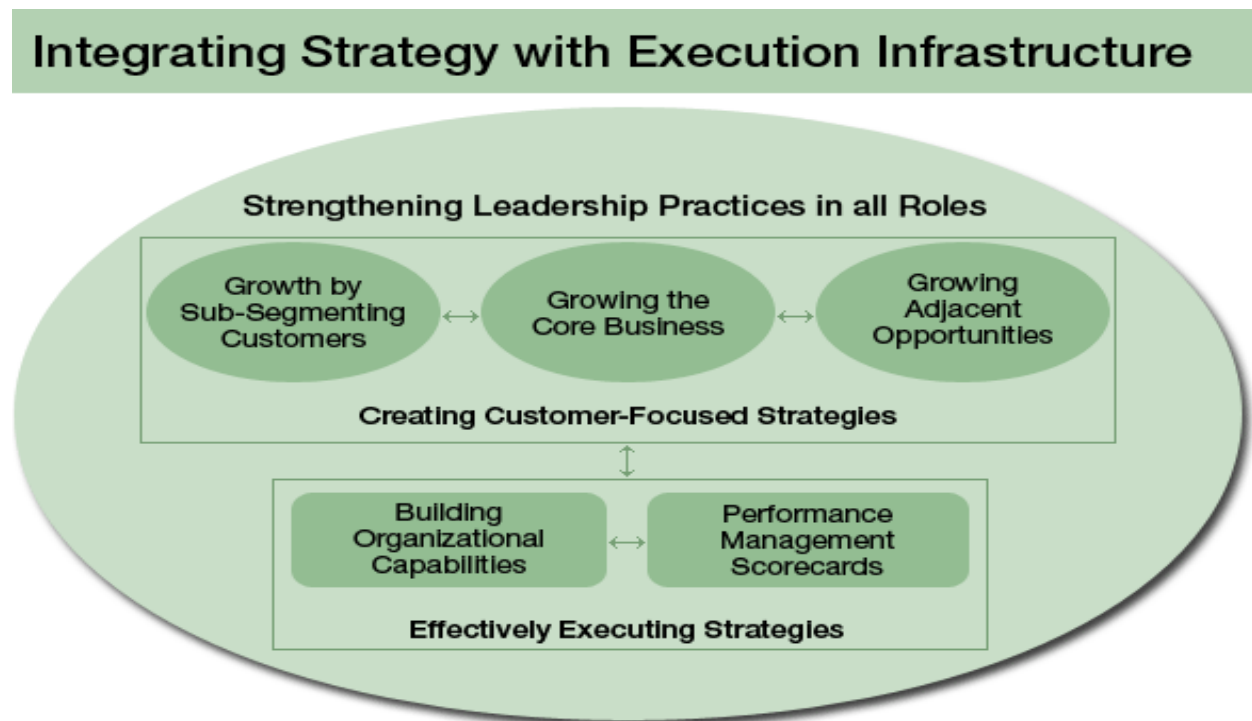 Integrating Strategy with Execution Infrastructure
Strengthening Leadership Practices in all Roles
Growth by
Sub-Segmenting
Customers
Growing the
Core Business
Growing
Adjacent
Opportunities
Creating Customer-Focused Strategies
Building
Organizational
Capabilities
Performance
Management
Scorecards
Effectively Executing Strategies